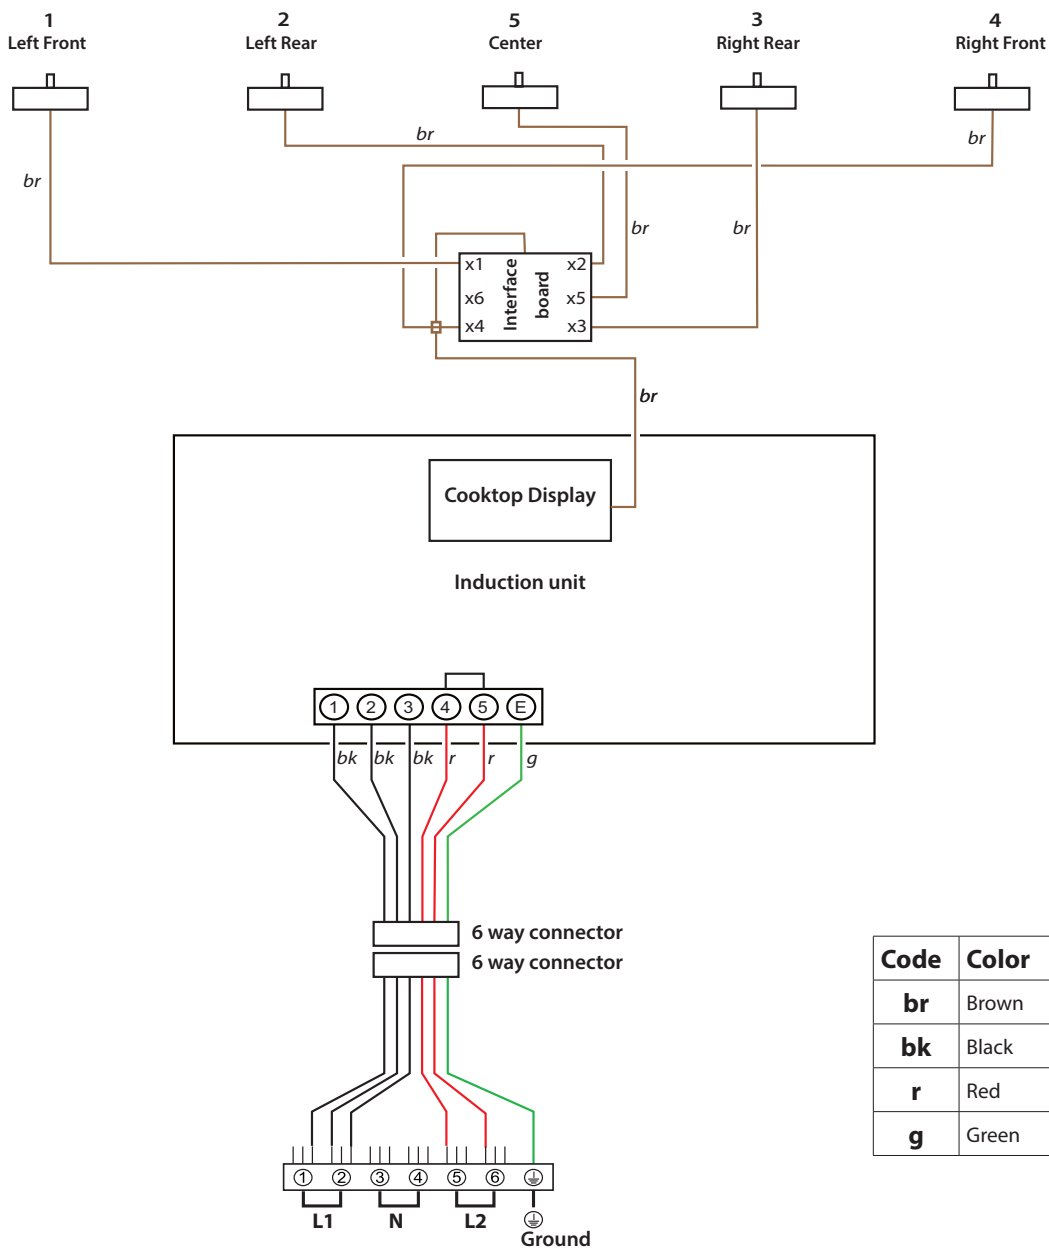 1 2 5 3 4
Left Front Left Rear Center Right Rear Right Front
br
br
br
br
br
x1 x2
x6 x5
x4 x3
Interface
board
br
Cooktop Display
Induction unit
1 2 3 4 5 E
bk bk bk r r g
6 way connector
6 way connector
Code Color
br Brown
bk Black
r Red
g Green
1 2 3 4 5 6
L1 N L2
Ground